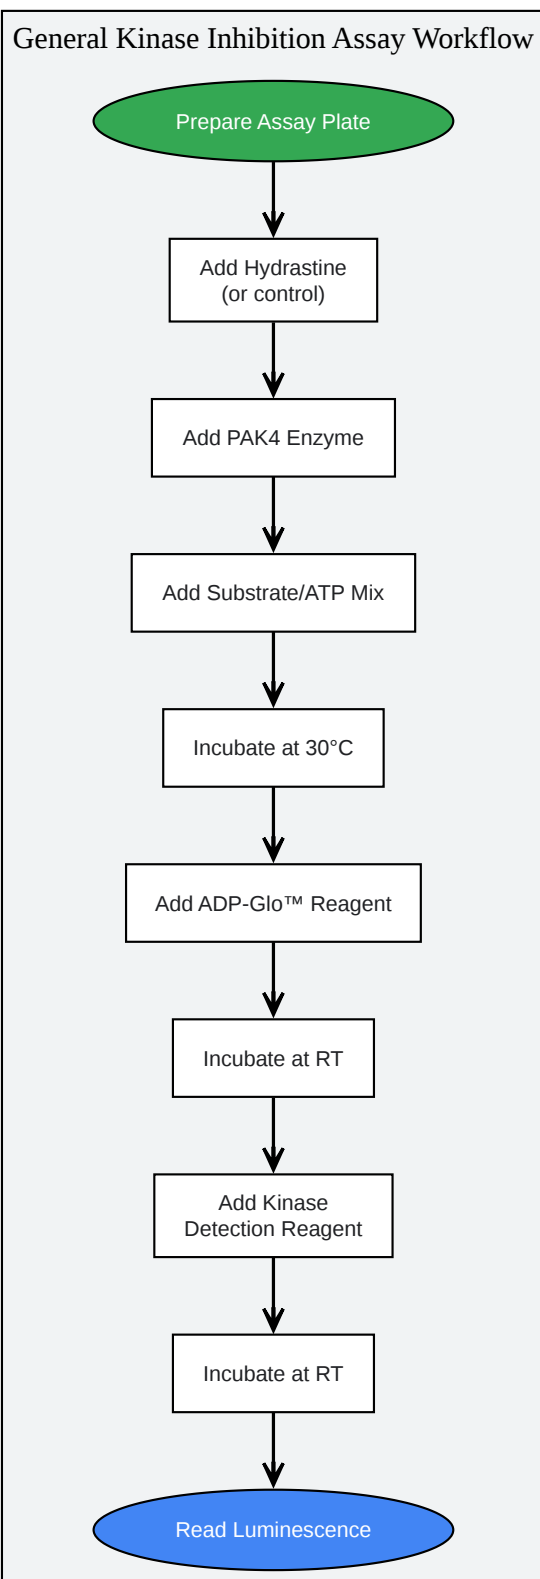 General Kinase Inhibition Assay Workflow
Prepare Assay Plate
Add Hydrastine
(or control)
Add PAK4 Enzyme
Add Substrate/ATP Mix
Incubate at 30°C
Add ADP-Glo™ Reagent
Incubate at RT
Add Kinase
Detection Reagent
Incubate at RT
Read Luminescence